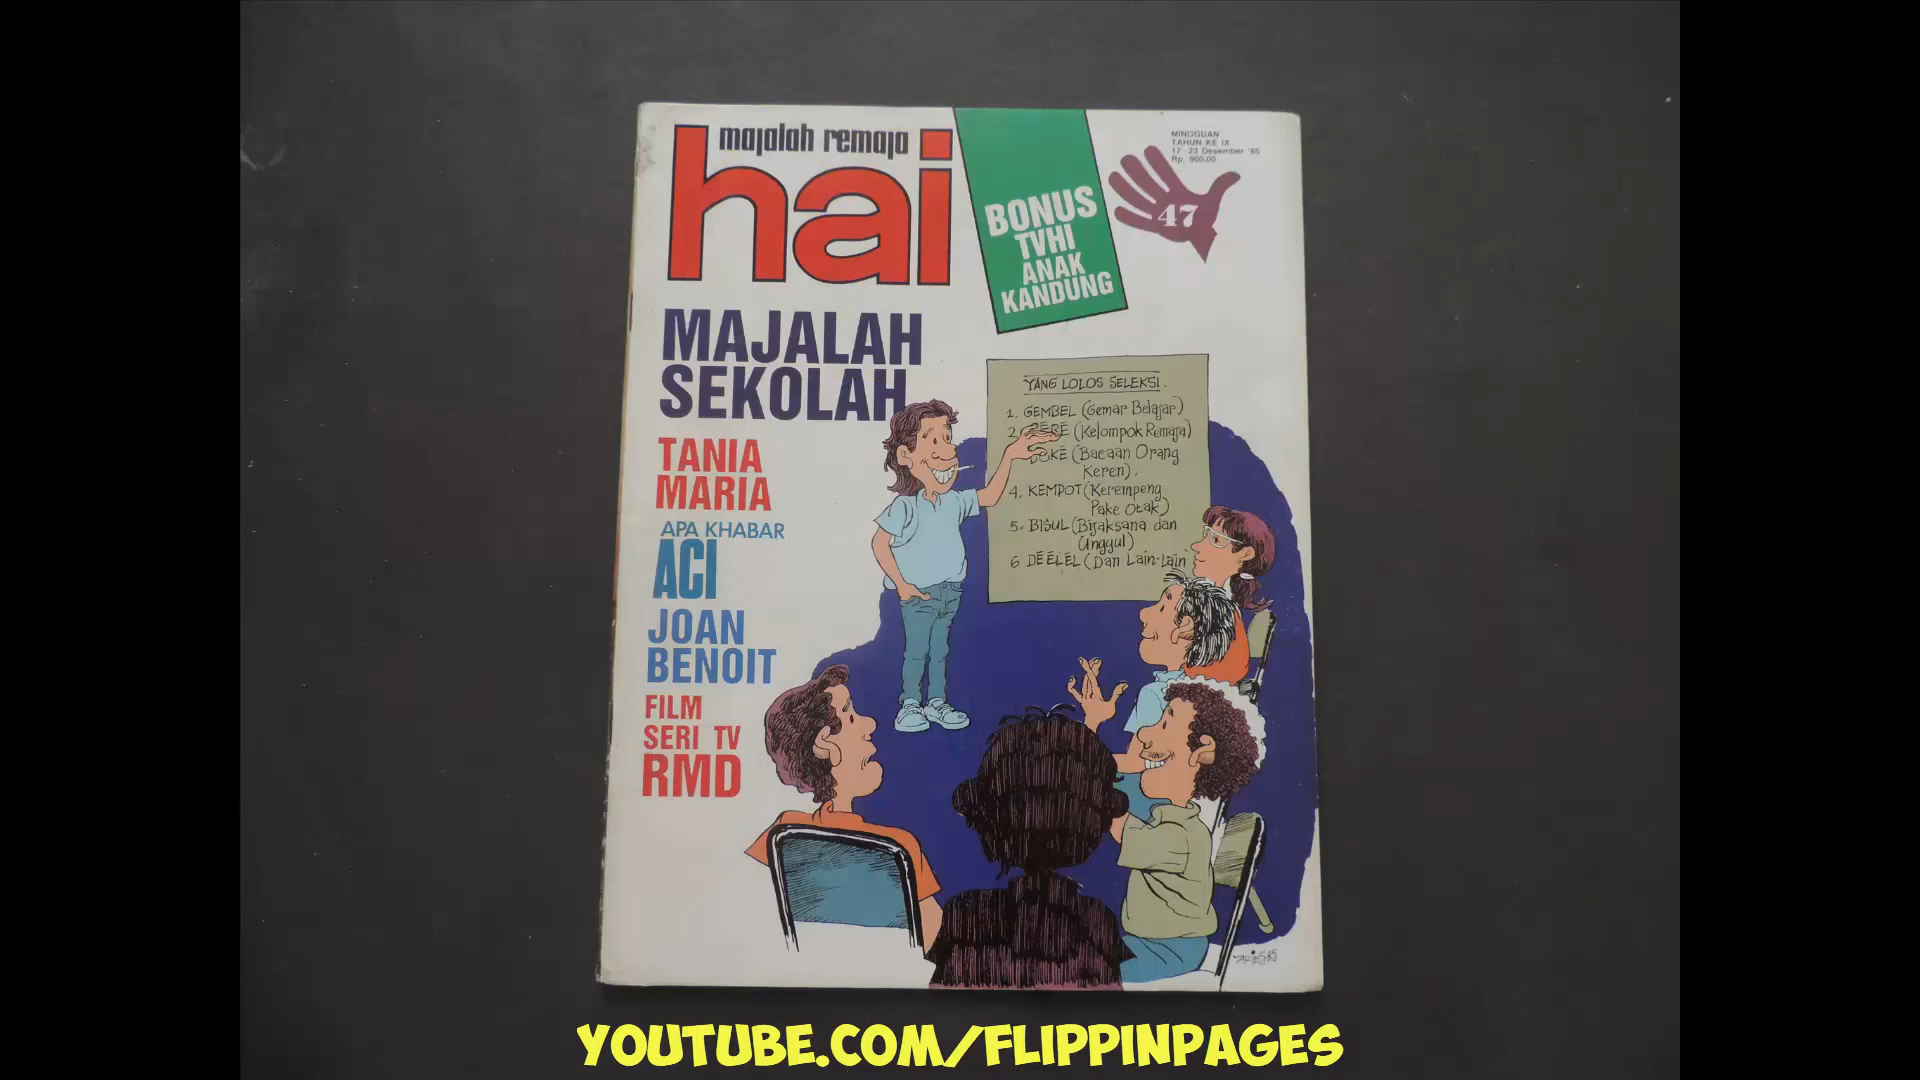 majalah remaja
hai
BONUS
TVHI
ANAK
KANDUNG
MINGGUAN
TAHUN KE IX
17 - 23 Desember '85
Rp. 900,00
47
MAJALAH
SEKOLAH
TANIA
MARIA
APA KHABAR
ACI
JOAN
BENOIT
FILM
SERI TV
RMD
YANG LOLOS SELEKSI.
1. GEMBEL (Gemar Belajar)
2. (Kelompok Remaja)
(Bacaan Orang
Keren).
4. KEMPOT (Kerempeng
Pake Otak)
5. BISUL (Bijaksana dan
Unggul)
6 DÉÉLEL (Dan Lain-Lain
ARIES85
YOUTUBE.COM/FLIPPINPAGES